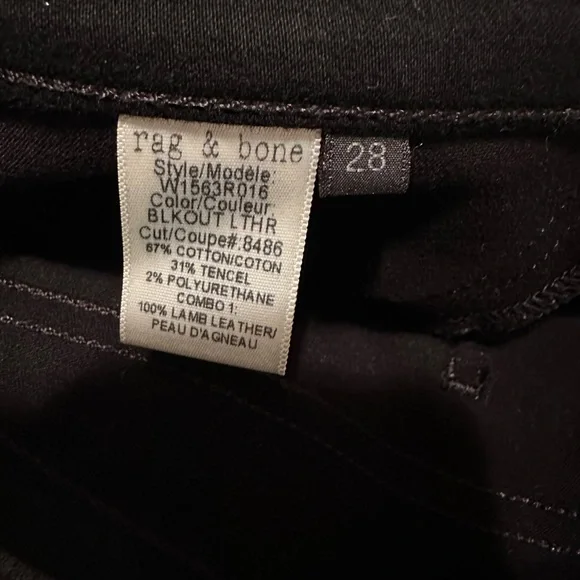 rag & bone
28
Style/Modèle:
W1563R016
Color/Couleur:
BLKOUT LTHR
Cut/Coupe#:8486
67% COTTON/COTON
31% TENCEL
2% POLYURETHANE
COMBO 1:
100% LAMB LEATHER/
PEAU D'AGNEAU